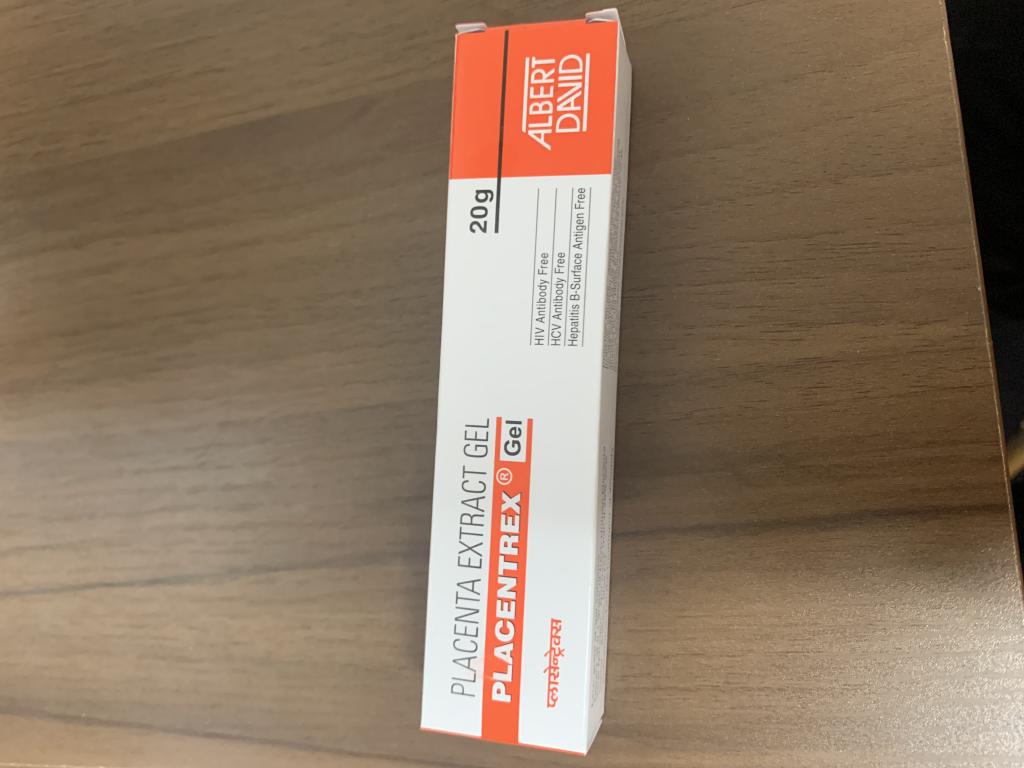 PLACENTA EXTRACT GEL
PLACENTREX ® Gel
प्लासेन्ट्रेक्स
20g
HIV Antibody Free
HCV Antibody Free
Hepatitis B-Surface Antigen Free
ALBERT
DAVID